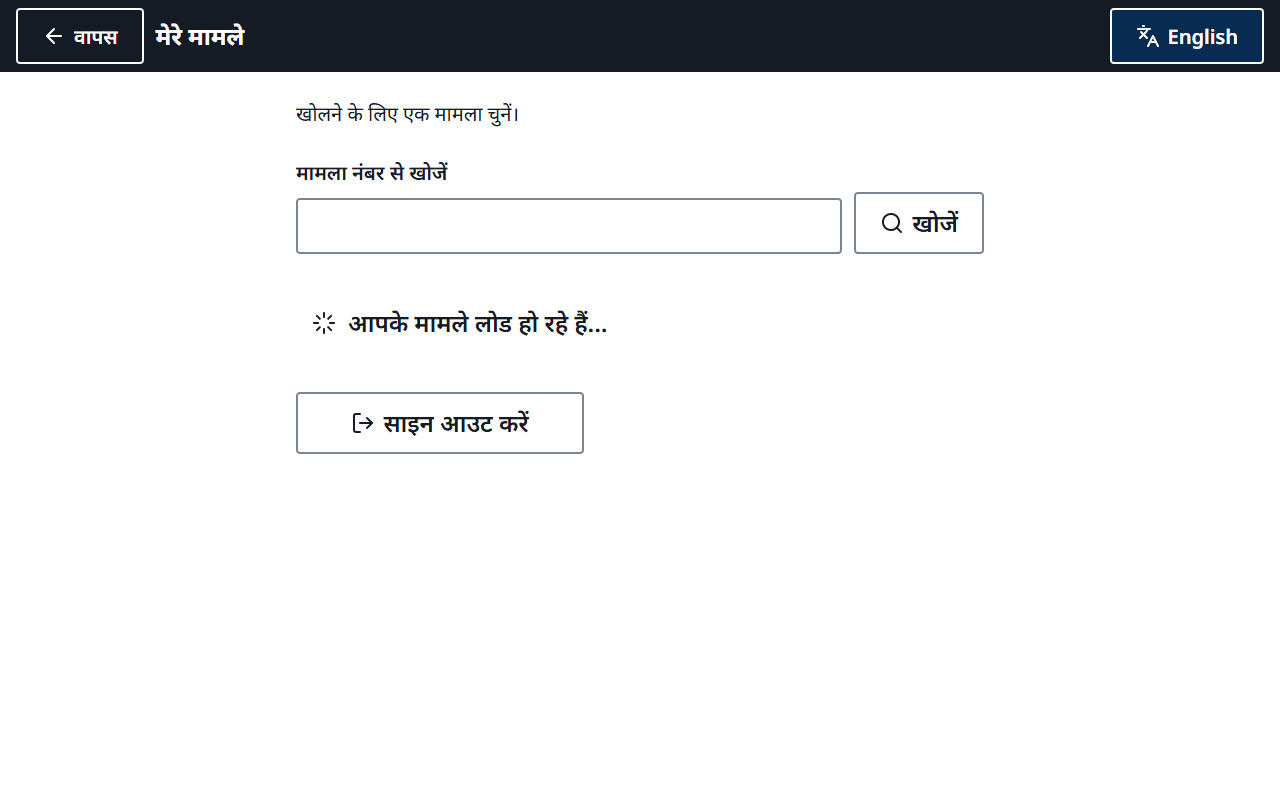 वापस
मेरे मामले
English
खोलने के लिए एक मामला चुनें।
मामला नंबर से खोजें
खोजें
आपके मामले लोड हो रहे हैं...
साइन आउट करें